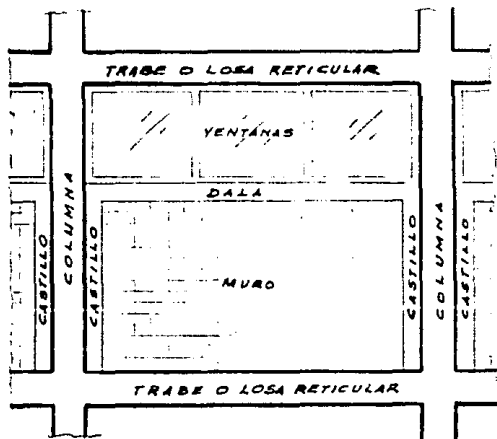 TRABE O LOSA RETICULAR
VENTANAS
DALA
CASTILLO
COLUMNA
CASTILLO
MURO
CASTILLO
COLUMNA
CASTILLO
TRABE O LOSA RETICULAR